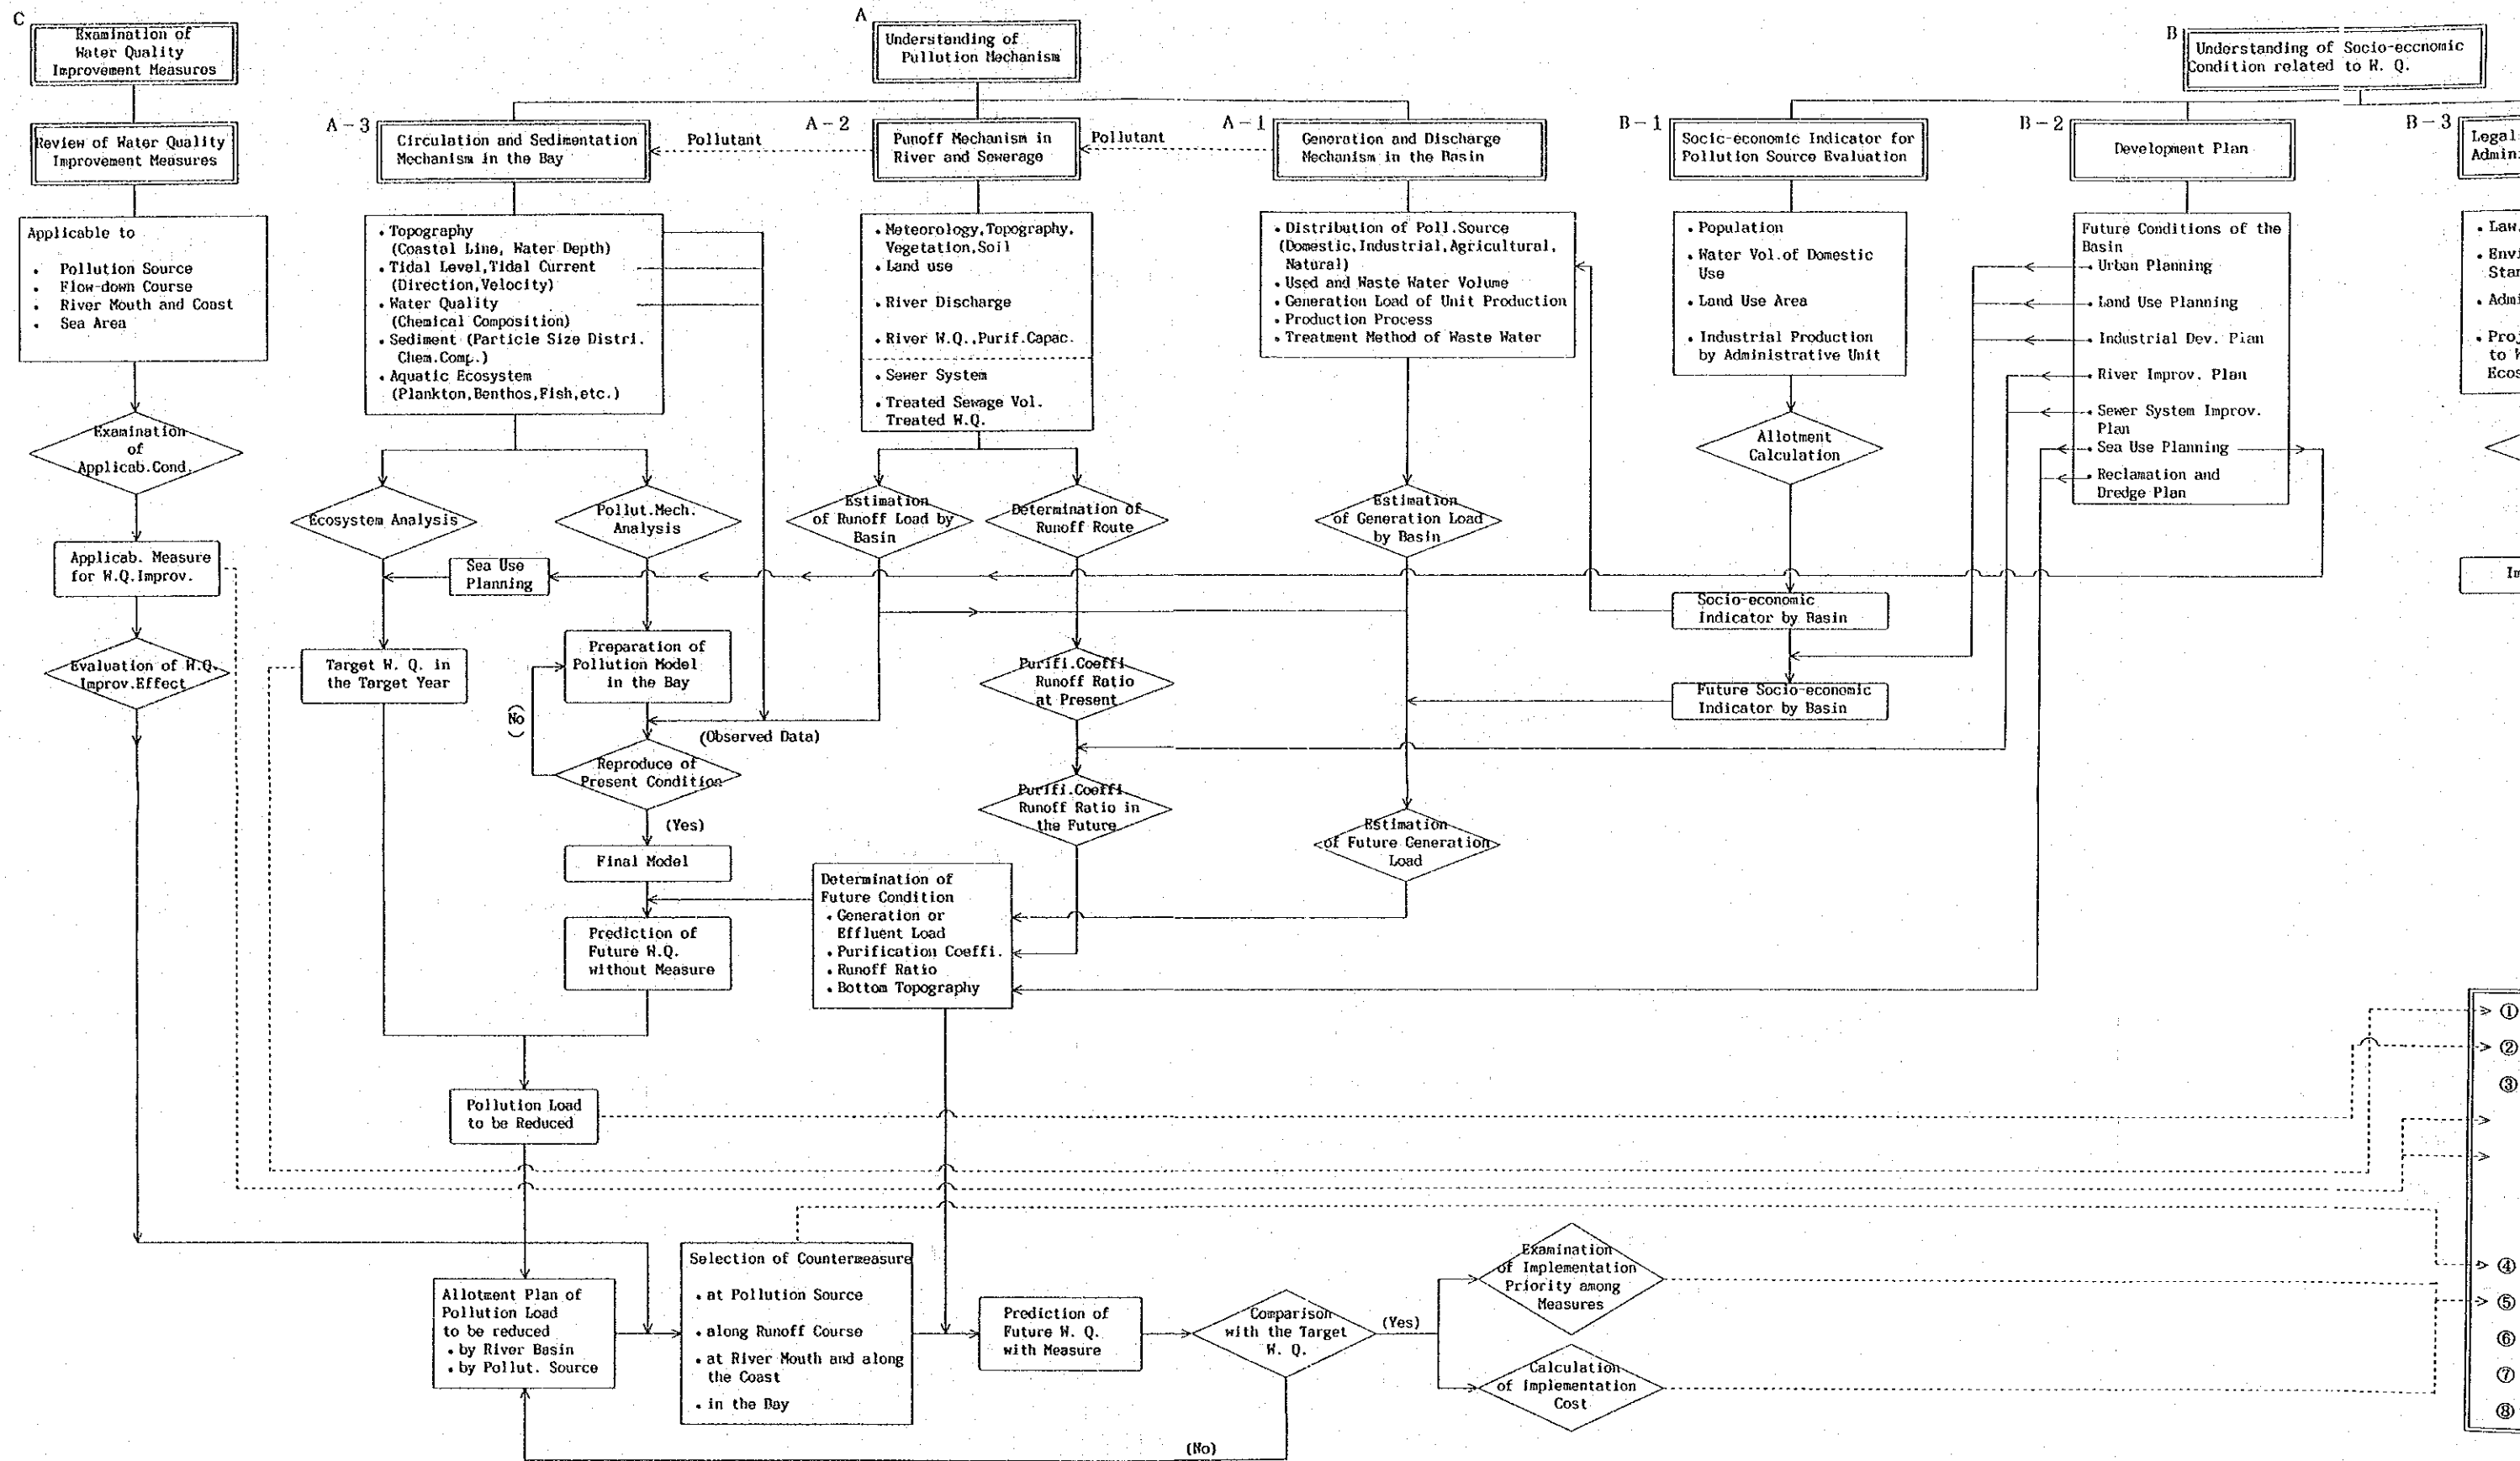 C
Examination of
Water Quality
Improvement Measuros
Review of Water Quality
Improvement Measures
Applicable to
• Pollution Source
• Flow-down Course
• River Mouth and Coast
• Sea Area
Examination
of
Applicab.Cond.
Applicab. Measure
for W.Q.Improv.
Evaluation of W.Q.
Improv.Effect
A
Understanding of
Pollution Mechanism
A-3
Circulation and Sedimentation
Mechanism in the Bay
Pollutant
A-2
Punoff Mechanism in
River and Sewerage
Pollutant
A-1
Generation and Discharge
Mechanism in the Basin
• Topography
(Coastal Line, Water Depth)
• Tidal Level,Tidal Current
(Direction,Velocity)
• Water Quality
(Chemical Composition)
• Sediment (Particle Size Distri.
Chem.Comp.)
• Aquatic Ecosystem
(Plankton,Benthos,Fish,etc.)
• Meteorology,Topography.
Vegetation,Soil
• Land use
• River Discharge
• River W.Q.,Purif.Capac.
• Sewer System
• Treated Sewage Vol.
Treated W.Q.
• Distribution of Poll.Source
(Domestic,Industrial,Agricultural,
Natural)
• Used and Waste Water Volume
• Generation Load of Unit Production
• Production Process
• Treatment Method of Waste Water
Ecosystem Analysis
Pollut.Mech.
Analysis
Estimation
of Runoff Load by
Basin
Determination of
Runoff Route
Estimation
of Generation Load
by Basin
Sea Use
Planning
Target W. Q. in
the Target Year
Preparation of
Pollution Model
in the Bay
(No)
(Observed Data)
Reproduce of
Present Condition
(Yes)
Final Model
Prediction of
Future W.Q.
without Measure
Purifi.Coeffi
Runoff Ratio
at Present
Purifi.Coeffi
Runoff Ratio in
the Future
Estimation
of Future Generation
Load
Determination of
Future Condition
• Generation or
Effluent Load
• Purification Coeffi.
• Runoff Ratio
• Bottom Topography
B
Understanding of Socio-eccnomic
Condition related to W. Q.
B-1
Socio-economic Indicator for
Pollution Source Evaluation
B-2
Development Plan
B-3
Legal
• Population
• Water Vol.of Domestic
Use
• Land Use Area
• Industrial Production
by Administrative Unit
Allotment
Calculation
Socio-economic
Indicator by Basin
Future Socio-economic
Indicator by Basin
Future Conditions of the
Basin
• Urban Planning
• Land Use Planning
• Industrial Dev. Plan
• River Improv. Plan
• Sewer System Improv.
Plan
• Sea Use Planning
• Reclamation and
Dredge Plan
• Law.
Pollution Load
to be Reduced
Allotment Plan of
Pollution Load
to be reduced
• by River Basin
• by Pollut. Source
Selection of Countermeasure
• at Pollution Source
• along Runoff Course
• at River Mouth and along
the Coast
• in the Bay
Prediction of
Future W. Q.
with Measure
Comparison
with the Target
W. Q.
(Yes)
(No)
Examination
of Implementation
Priority among
Measures
Calculation
of Implementation
Cost
①
②
③
④
⑤
⑥
⑦
⑧